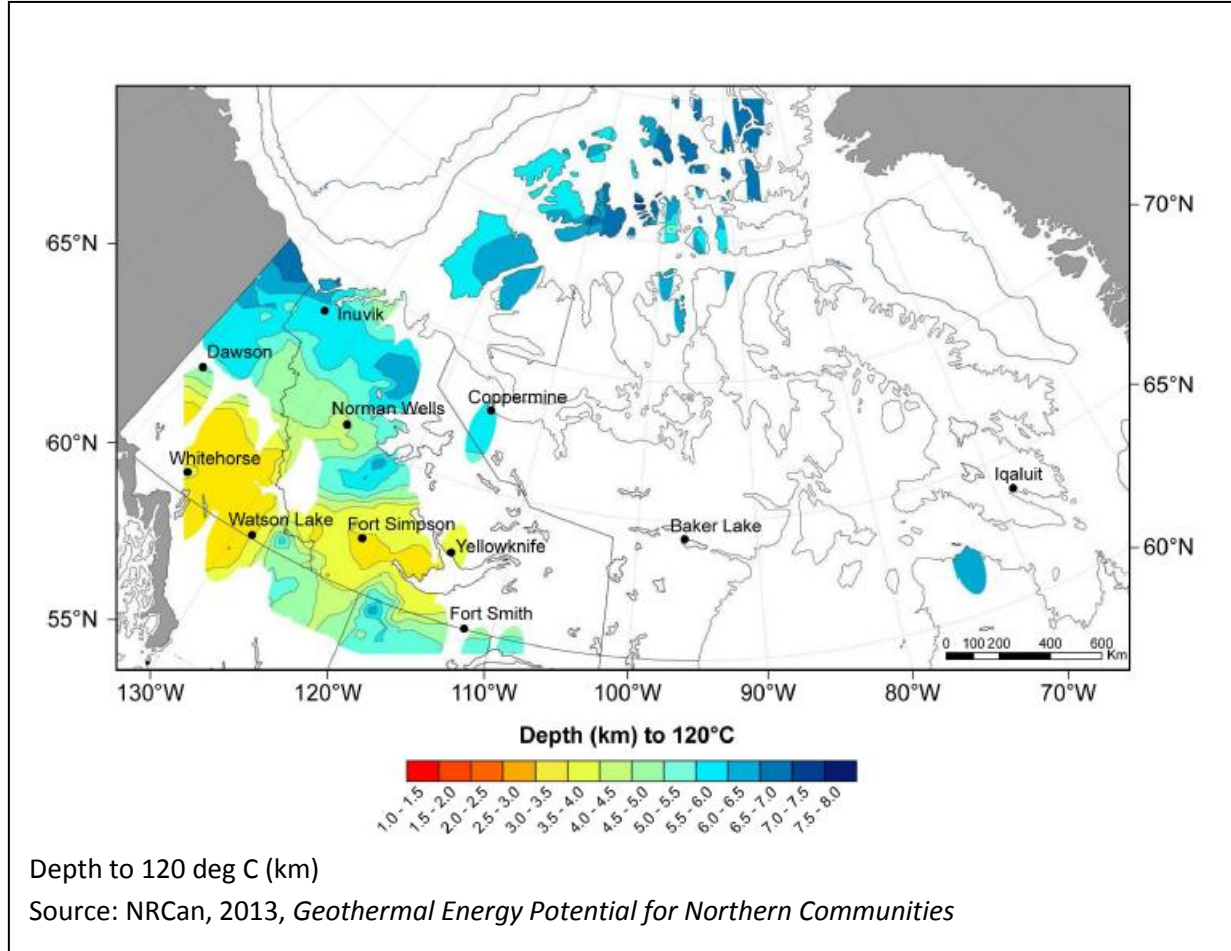 65°N
60°N
55°N
70°N
65°N
60°N
Inuvik
Dawson
Norman Wells
Coppermine
Whitehorse
Iqaluit
Watson Lake
Fort Simpson
Baker Lake
Yellowknife
Fort Smith
0 100 200 400 600
Km
130°W 120°W 110°W 100°W 90°W 80°W 70°W
Depth (km) to 120°C
1.0 - 1.5
1.5 - 2.0
2.0 - 2.5
2.5 - 3.0
3.0 - 3.5
3.5 - 4.0
4.0 - 4.5
4.5 - 5.0
5.0 - 5.5
5.5 - 6.0
6.0 - 6.5
6.5 - 7.0
7.0 - 7.5
7.5 - 8.0
Depth to 120 deg C (km)
Source: NRCan, 2013, Geothermal Energy Potential for Northern Communities